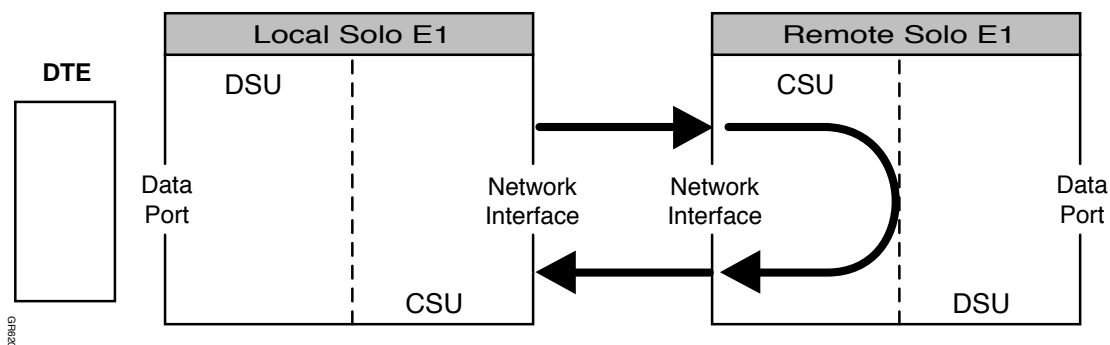 Local Solo E1
Remote Solo E1
DTE
DSU
CSU
Data
Port
Network
Interface
Network
Interface
Data
Port
CSU
DSU